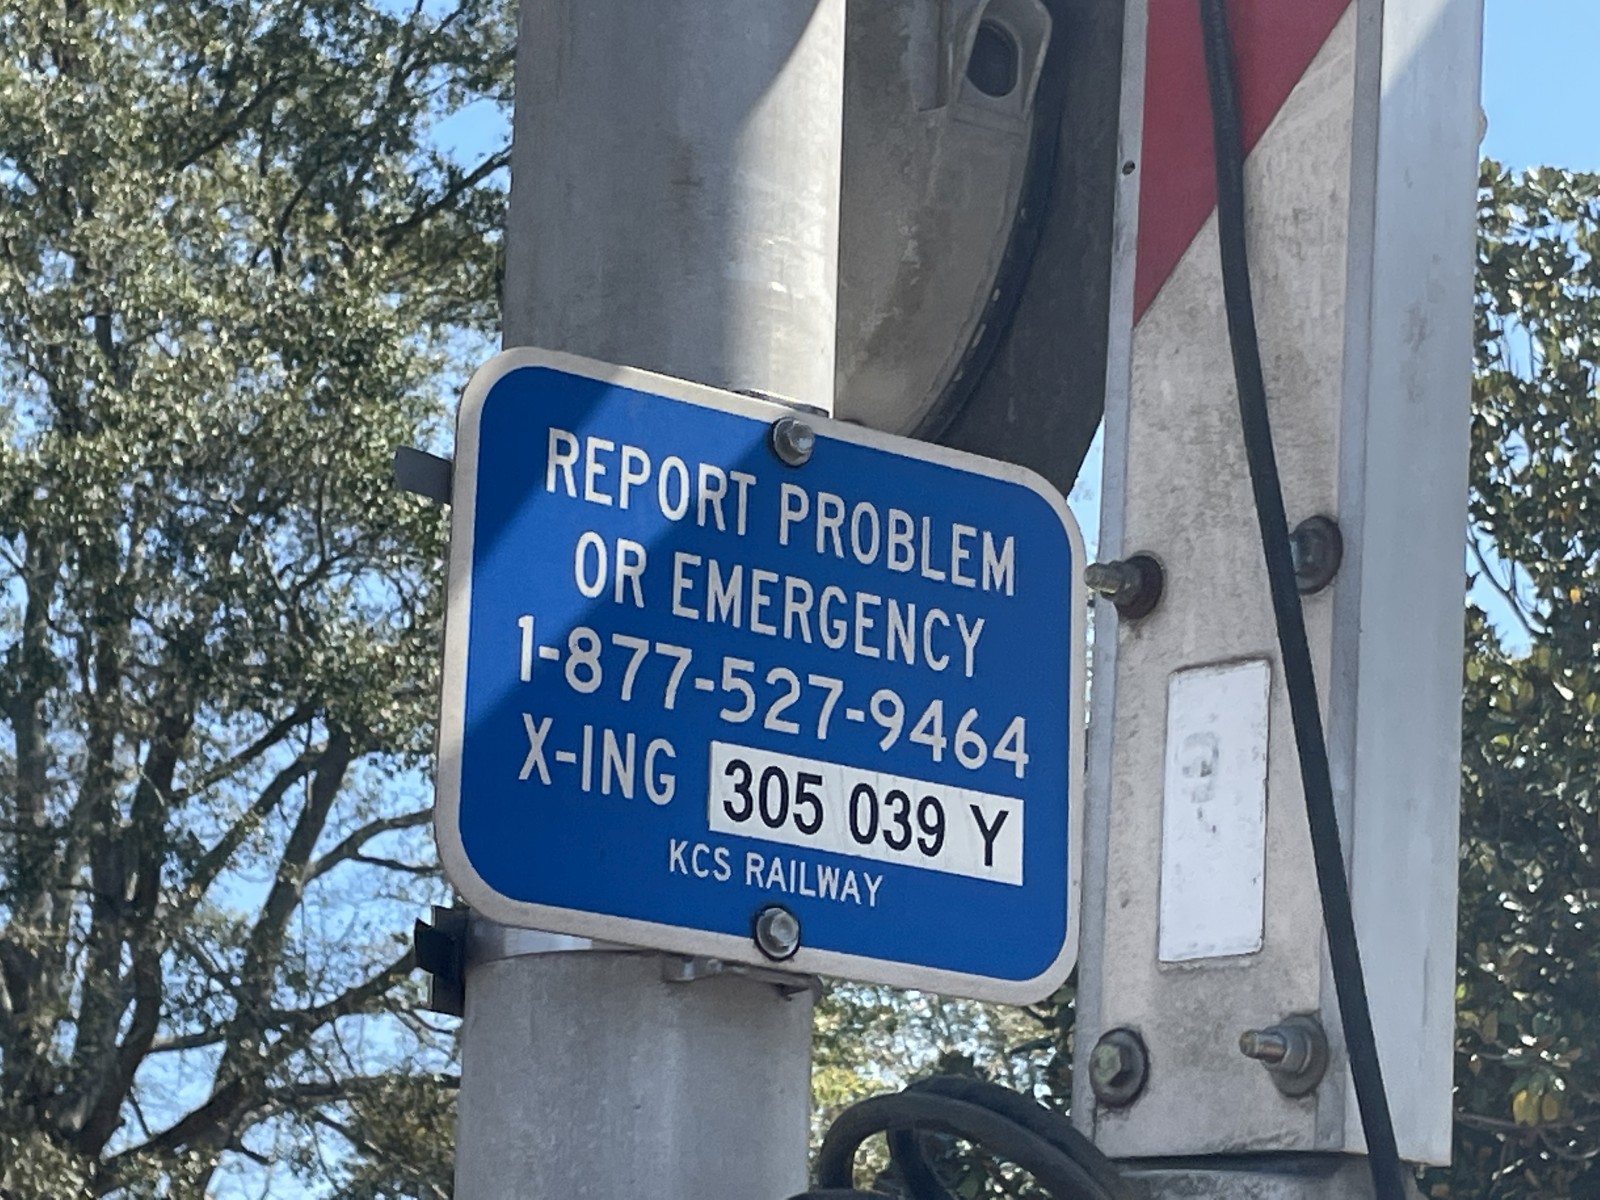 REPORT PROBLEM
OR EMERGENCY
1-877-527-9464
X-ING 305 039 Y
KCS RAILWAY